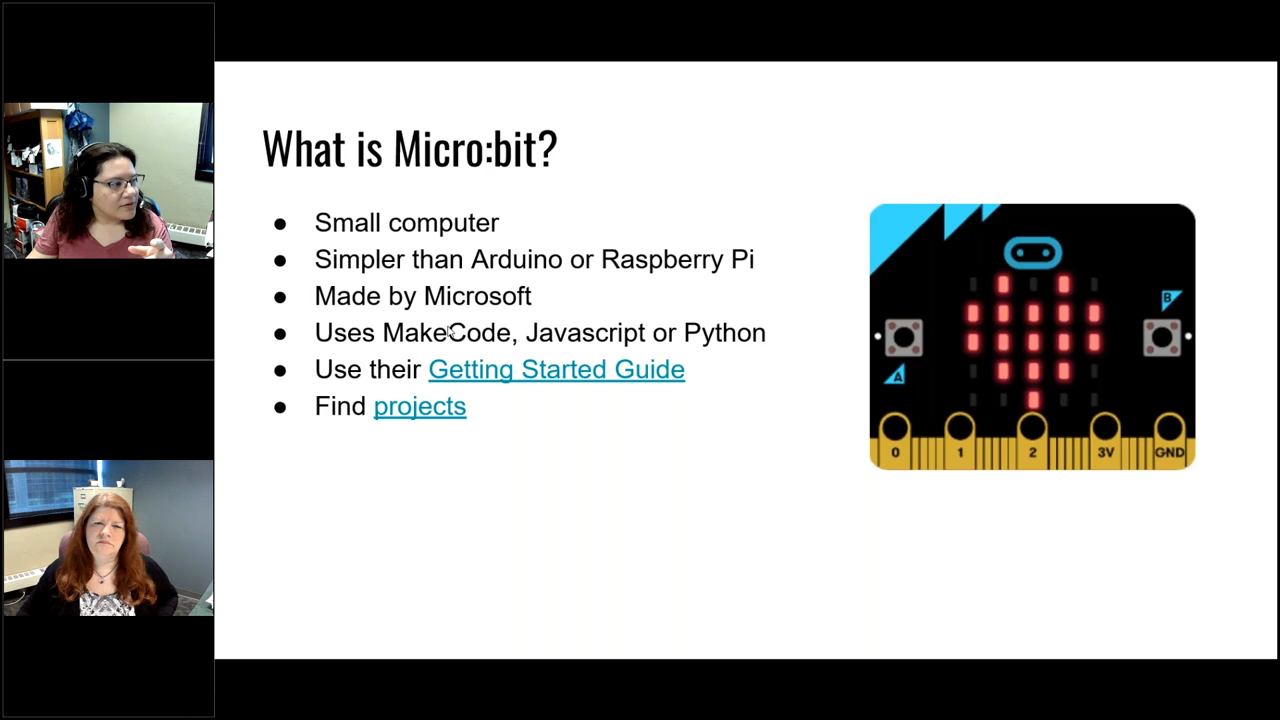 What is Micro:bit?
● Small computer
● Simpler than Arduino or Raspberry Pi
● Made by Microsoft
● Uses MakeCode, Javascript or Python
● Use their Getting Started Guide
● Find projects
B
A
0 1 2 3V GND